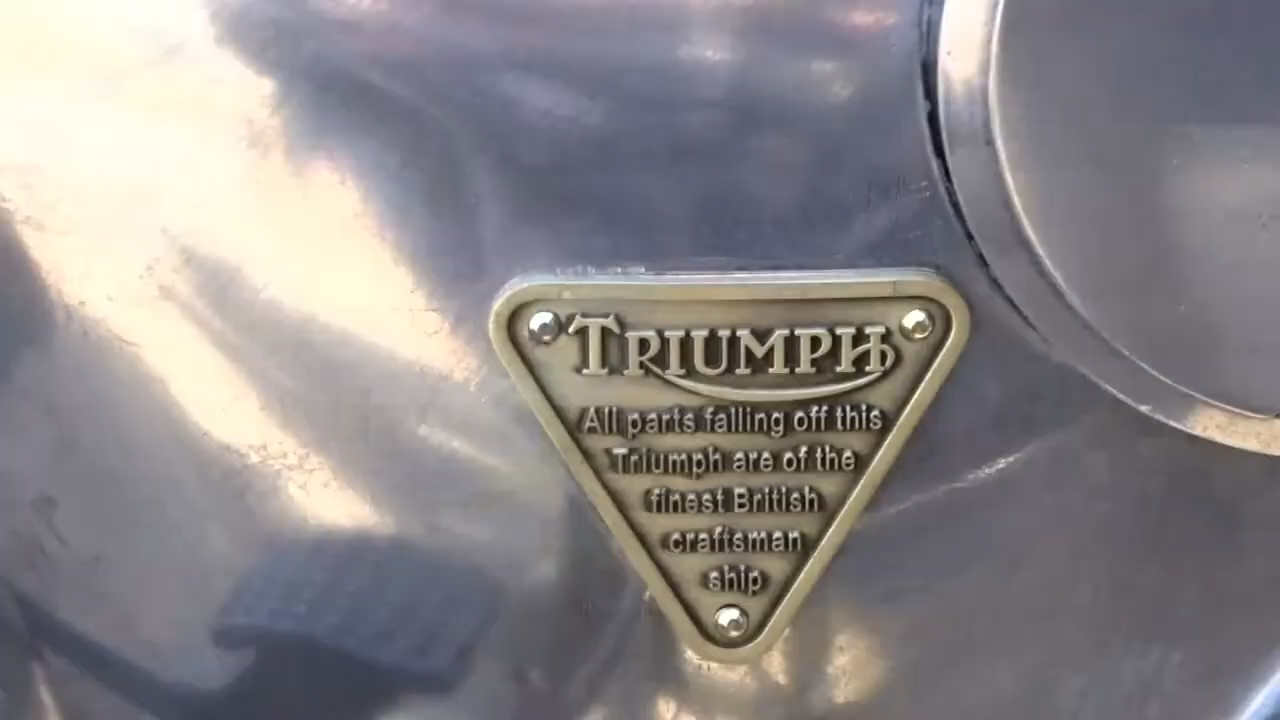 TRIUMPH
All parts falling off this
Triumph are of the
finest British
craftsman
ship